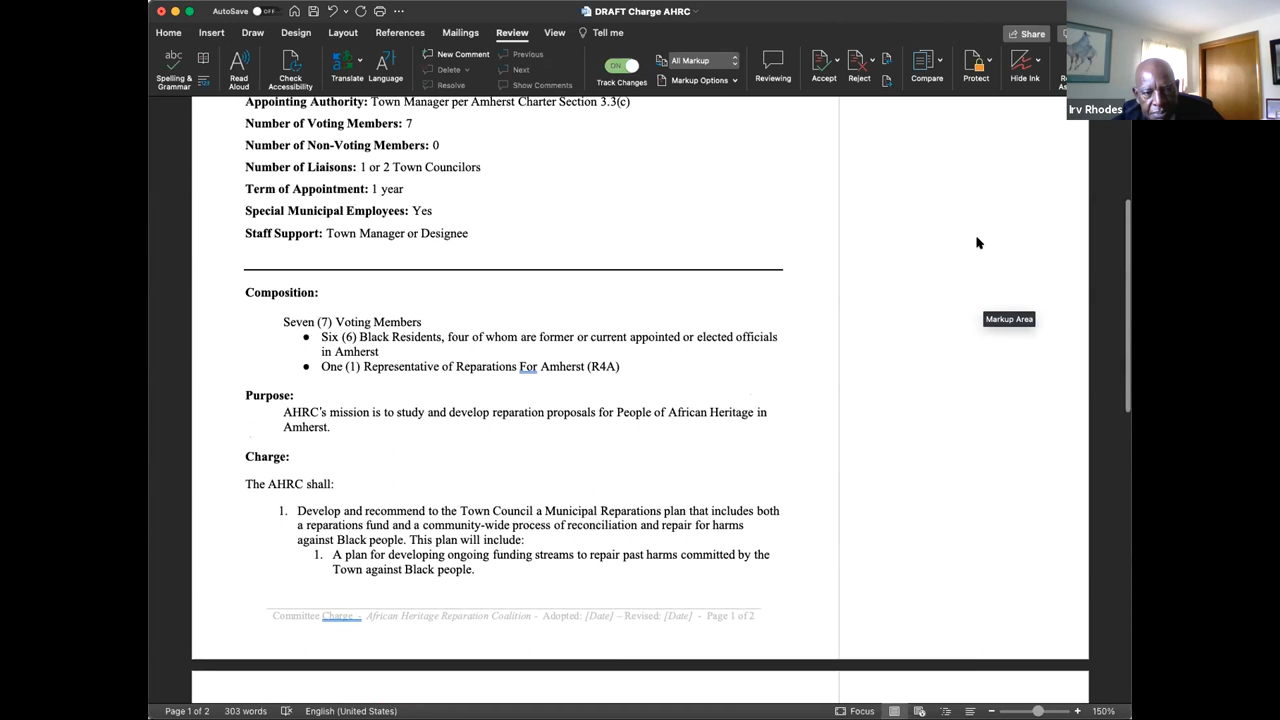 AutoSave OFF
DRAFT Charge AHRC
Home Insert Draw Design Layout References Mailings Review View Tell me
Share
Spelling & Grammar
Read Aloud
Check Accessibility
Translate
Language
New Comment
Delete
Resolve
Previous
Next
Show Comments
ON
Track Changes
All Markup
Markup Options
Reviewing
Accept
Reject
Compare
Protect
Hide Ink
Irv Rhodes
Appointing Authority: Town Manager per Amherst Charter Section 3.3(c)
Number of Voting Members: 7
Number of Non-Voting Members: 0
Number of Liaisons: 1 or 2 Town Councilors
Term of Appointment: 1 year
Special Municipal Employees: Yes
Staff Support: Town Manager or Designee
Composition:
Seven (7) Voting Members
● Six (6) Black Residents, four of whom are former or current appointed or elected officials
in Amherst
● One (1) Representative of Reparations For Amherst (R4A)
Markup Area
Purpose:
AHRC's mission is to study and develop reparation proposals for People of African Heritage in
Amherst.
Charge:
The AHRC shall:
1. Develop and recommend to the Town Council a Municipal Reparations plan that includes both
a reparations fund and a community-wide process of reconciliation and repair for harms
against Black people. This plan will include:
1. A plan for developing ongoing funding streams to repair past harms committed by the
Town against Black people.
Committee Charge - African Heritage Reparation Coalition - Adopted: [Date] – Revised: [Date] - Page 1 of 2
Page 1 of 2 303 words English (United States) Focus 150%